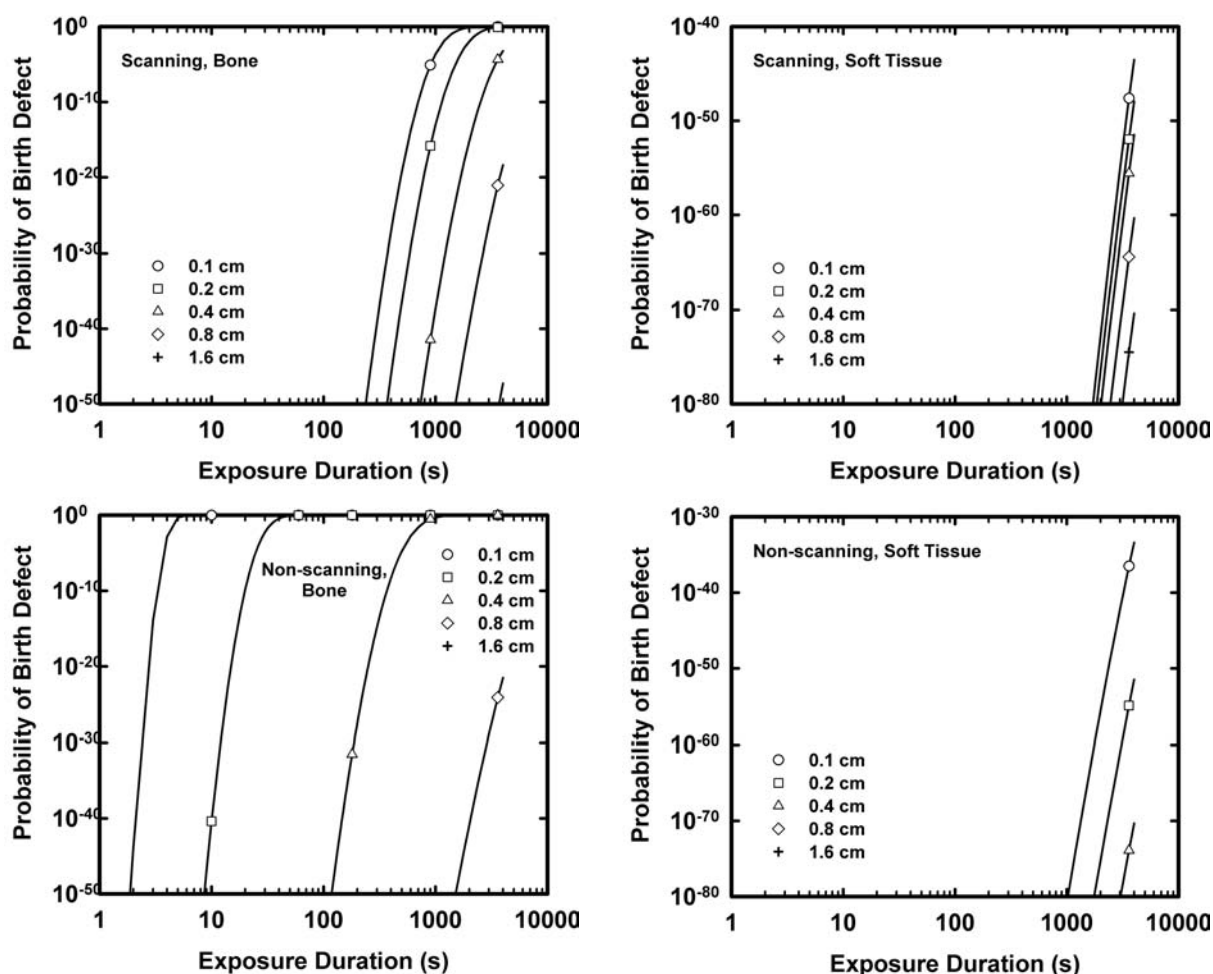 Probability of Birth Defect
10^0
10^-10
10^-20
10^-30
10^-40
10^-50
Scanning, Bone
0.1 cm
0.2 cm
0.4 cm
0.8 cm
1.6 cm
1
10
100
1000
10000
Exposure Duration (s)
Probability of Birth Defect
10^-40
10^-50
10^-60
10^-70
10^-80
Scanning, Soft Tissue
0.1 cm
0.2 cm
0.4 cm
0.8 cm
1.6 cm
1
10
100
1000
10000
Exposure Duration (s)
Probability of Birth Defect
10^0
10^-10
10^-20
10^-30
10^-40
10^-50
Non-scanning,
Bone
0.1 cm
0.2 cm
0.4 cm
0.8 cm
1.6 cm
1
10
100
1000
10000
Exposure Duration (s)
Probability of Birth Defect
10^-30
10^-40
10^-50
10^-60
10^-70
10^-80
Non-scanning, Soft Tissue
0.1 cm
0.2 cm
0.4 cm
0.8 cm
1.6 cm
1
10
100
1000
10000
Exposure Duration (s)